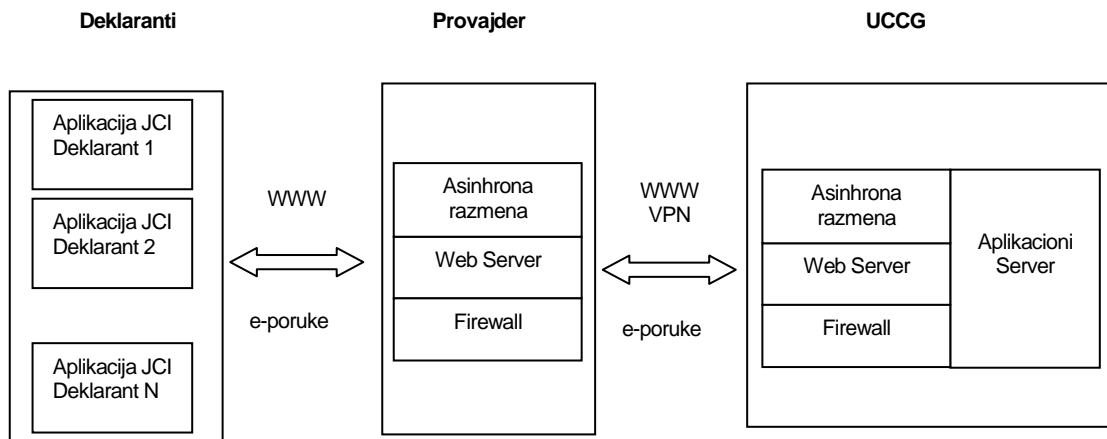 Deklaranti
Provajder
UCCG
Aplikacija JCI
Deklarant 1
Aplikacija JCI
Deklarant 2
Aplikacija JCI
Deklarant N
WWW
e-poruke
Asinhrona
razmena
Web Server
Firewall
WWW
VPN
e-poruke
Asinhrona
razmena
Web Server
Firewall
Aplikacioni
Server